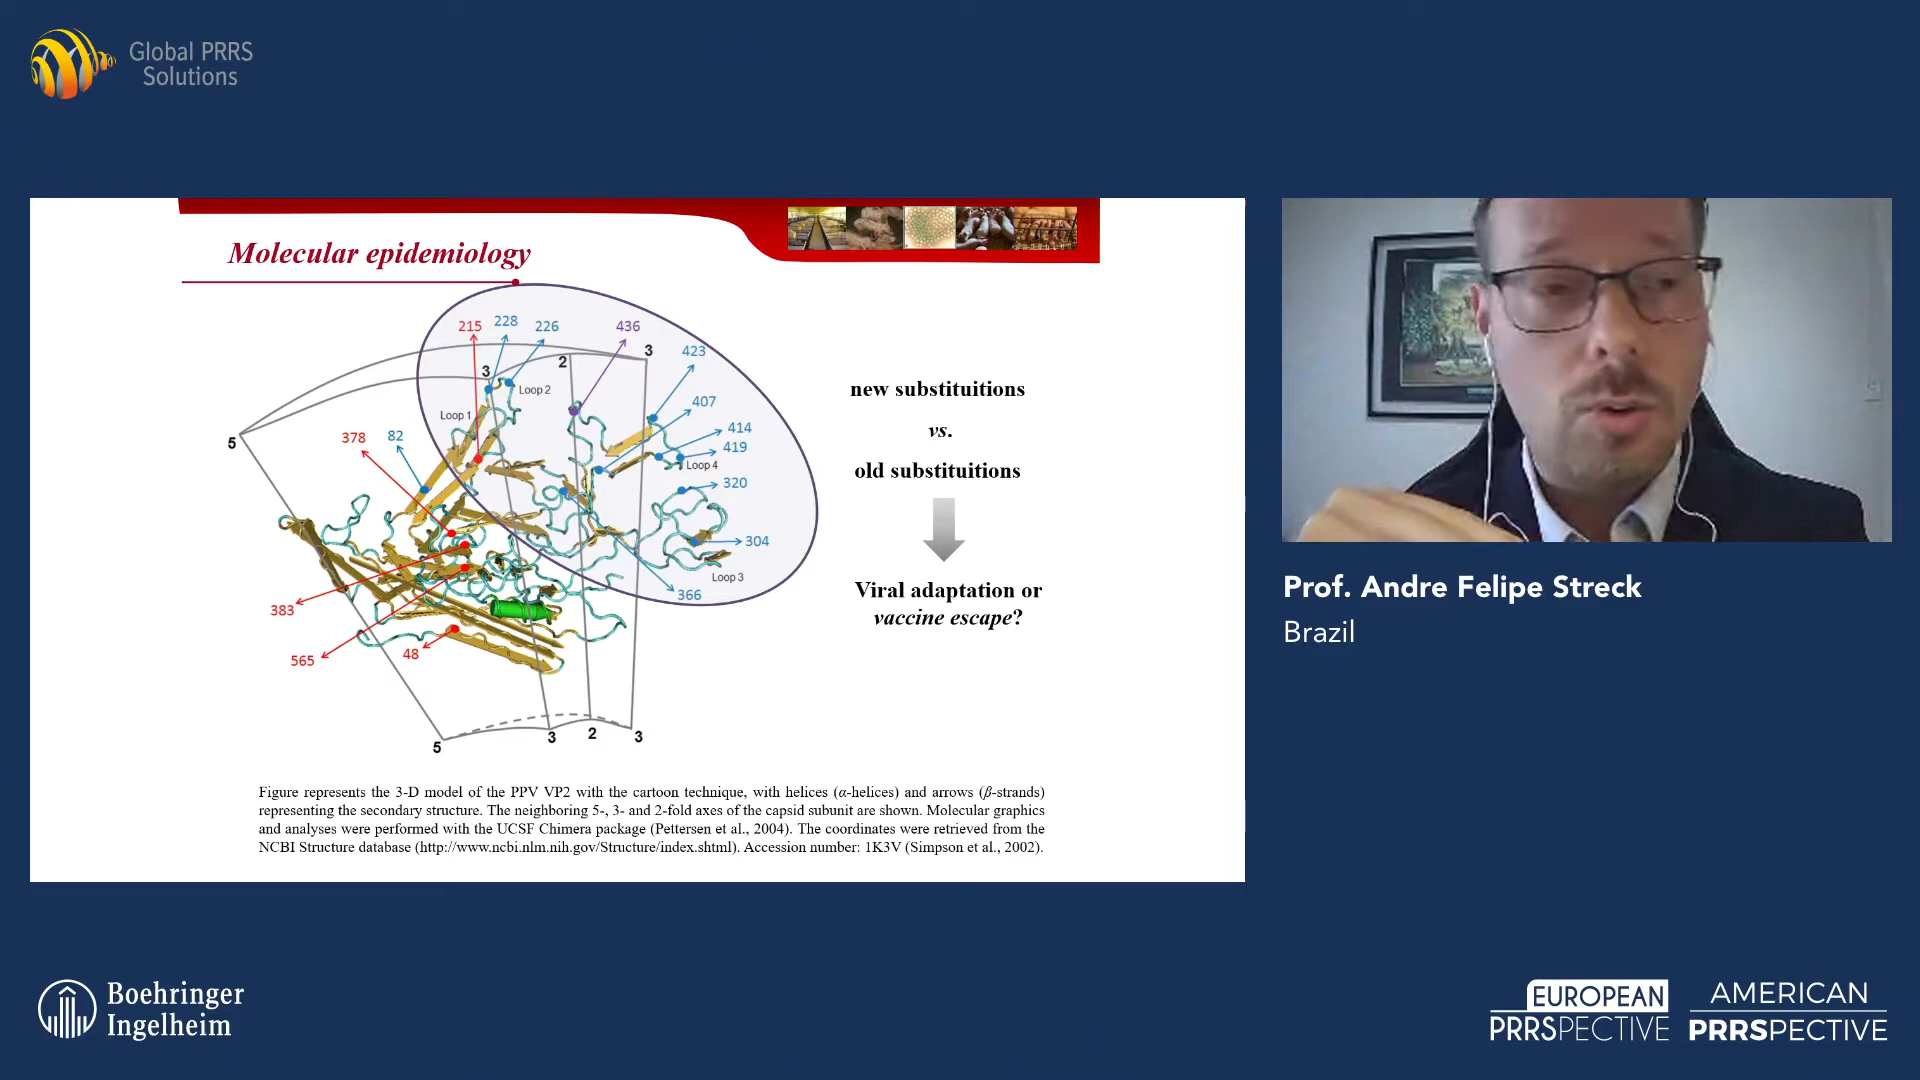 Global PRRS
Solutions
Molecular epidemiology
215
228
226
436
423
407
414
419
320
304
366
378
82
383
565
48
5
3
2
3
Loop 1
Loop 2
Loop 4
Loop 3
5
3
2
3
new substituitions
vs.
old substituitions
Viral adaptation or
vaccine escape?
Figure represents the 3-D model of the PPV VP2 with the cartoon technique, with helices (α-helices) and arrows (β-strands)
representing the secondary structure. The neighboring 5-, 3- and 2-fold axes of the capsid subunit are shown. Molecular graphics
and analyses were performed with the UCSF Chimera package (Pettersen et al., 2004). The coordinates were retrieved from the
NCBI Structure database (http://www.ncbi.nlm.nih.gov/Structure/index.shtml). Accession number: 1K3V (Simpson et al., 2002).
Prof. Andre Felipe Streck
Brazil
Boehringer
Ingelheim
EUROPEAN
PRRSPECTIVE
AMERICAN
PRRSPECTIVE